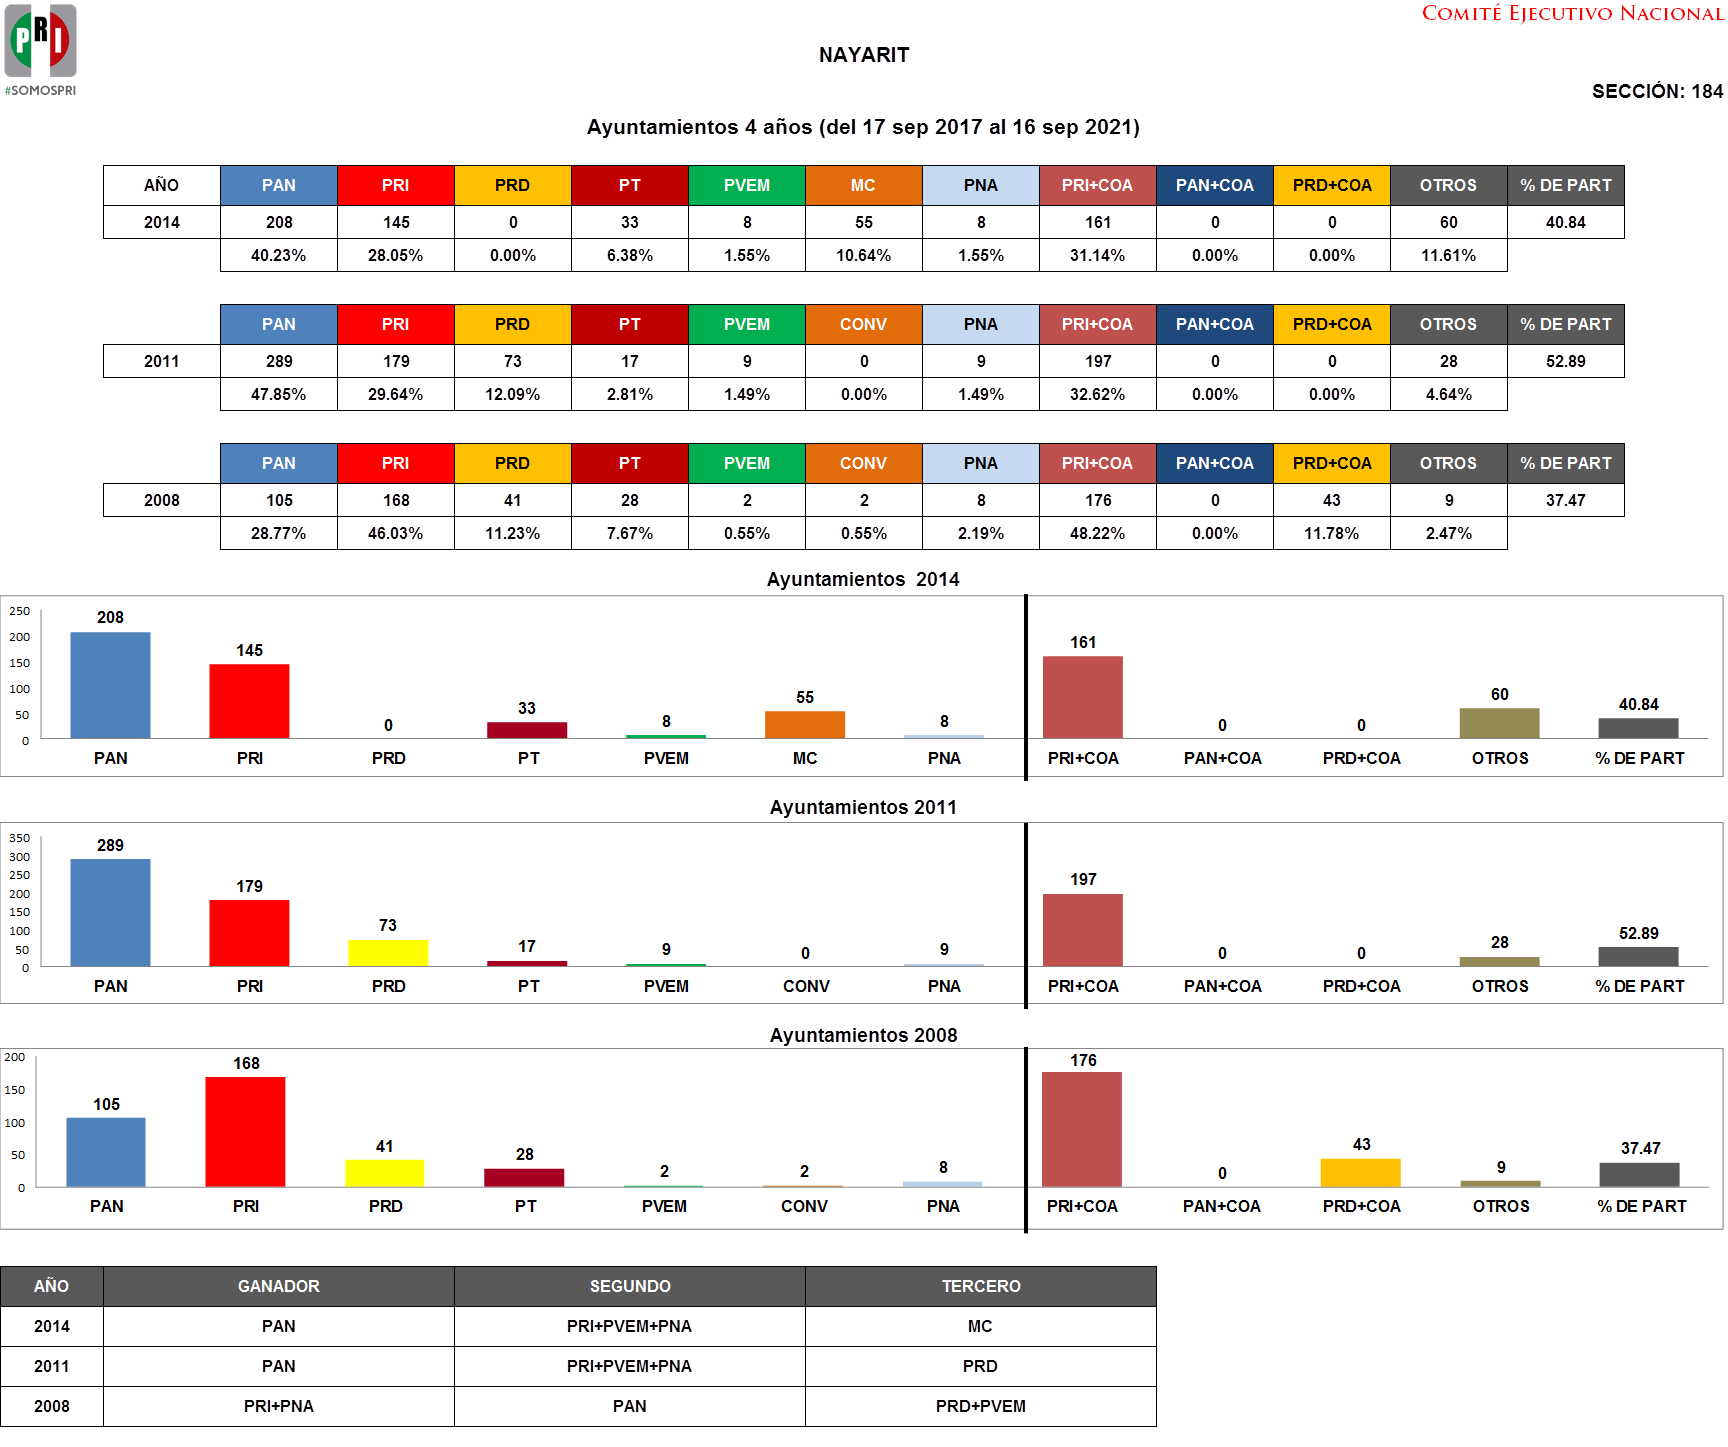 COMITÉ EJECUTIVO NACIONAL
PRI
#SOMOSPRI
NAYARIT
SECCIÓN: 184
Ayuntamientos 4 años (del 17 sep 2017 al 16 sep 2021)
AÑO PAN PRI PRD PT PVEM MC PNA PRI+COA PAN+COA PRD+COA OTROS % DE PART
2014 208 145 0 33 8 55 8 161 0 0 60 40.84
40.23% 28.05% 0.00% 6.38% 1.55% 10.64% 1.55% 31.14% 0.00% 0.00% 11.61%
PAN PRI PRD PT PVEM CONV PNA PRI+COA PAN+COA PRD+COA OTROS % DE PART
2011 289 179 73 17 9 0 9 197 0 0 28 52.89
47.85% 29.64% 12.09% 2.81% 1.49% 0.00% 1.49% 32.62% 0.00% 0.00% 4.64%
PAN PRI PRD PT PVEM CONV PNA PRI+COA PAN+COA PRD+COA OTROS % DE PART
2008 105 168 41 28 2 2 8 176 0 43 9 37.47
28.77% 46.03% 11.23% 7.67% 0.55% 0.55% 2.19% 48.22% 0.00% 11.78% 2.47%
Ayuntamientos 2014
250
200
150
100
50
0
208 145 0 33 8 55 8 161 0 0 60 40.84
PAN PRI PRD PT PVEM MC PNA PRI+COA PAN+COA PRD+COA OTROS % DE PART
Ayuntamientos 2011
350
300
250
200
150
100
50
0
289 179 73 17 9 0 9 197 0 0 28 52.89
PAN PRI PRD PT PVEM CONV PNA PRI+COA PAN+COA PRD+COA OTROS % DE PART
Ayuntamientos 2008
200
150
100
50
0
105 168 41 28 2 2 8 176 0 43 9 37.47
PAN PRI PRD PT PVEM CONV PNA PRI+COA PAN+COA PRD+COA OTROS % DE PART
AÑO GANADOR SEGUNDO TERCERO
2014 PAN PRI+PVEM+PNA MC
2011 PAN PRI+PVEM+PNA PRD
2008 PRI+PNA PAN PRD+PVEM